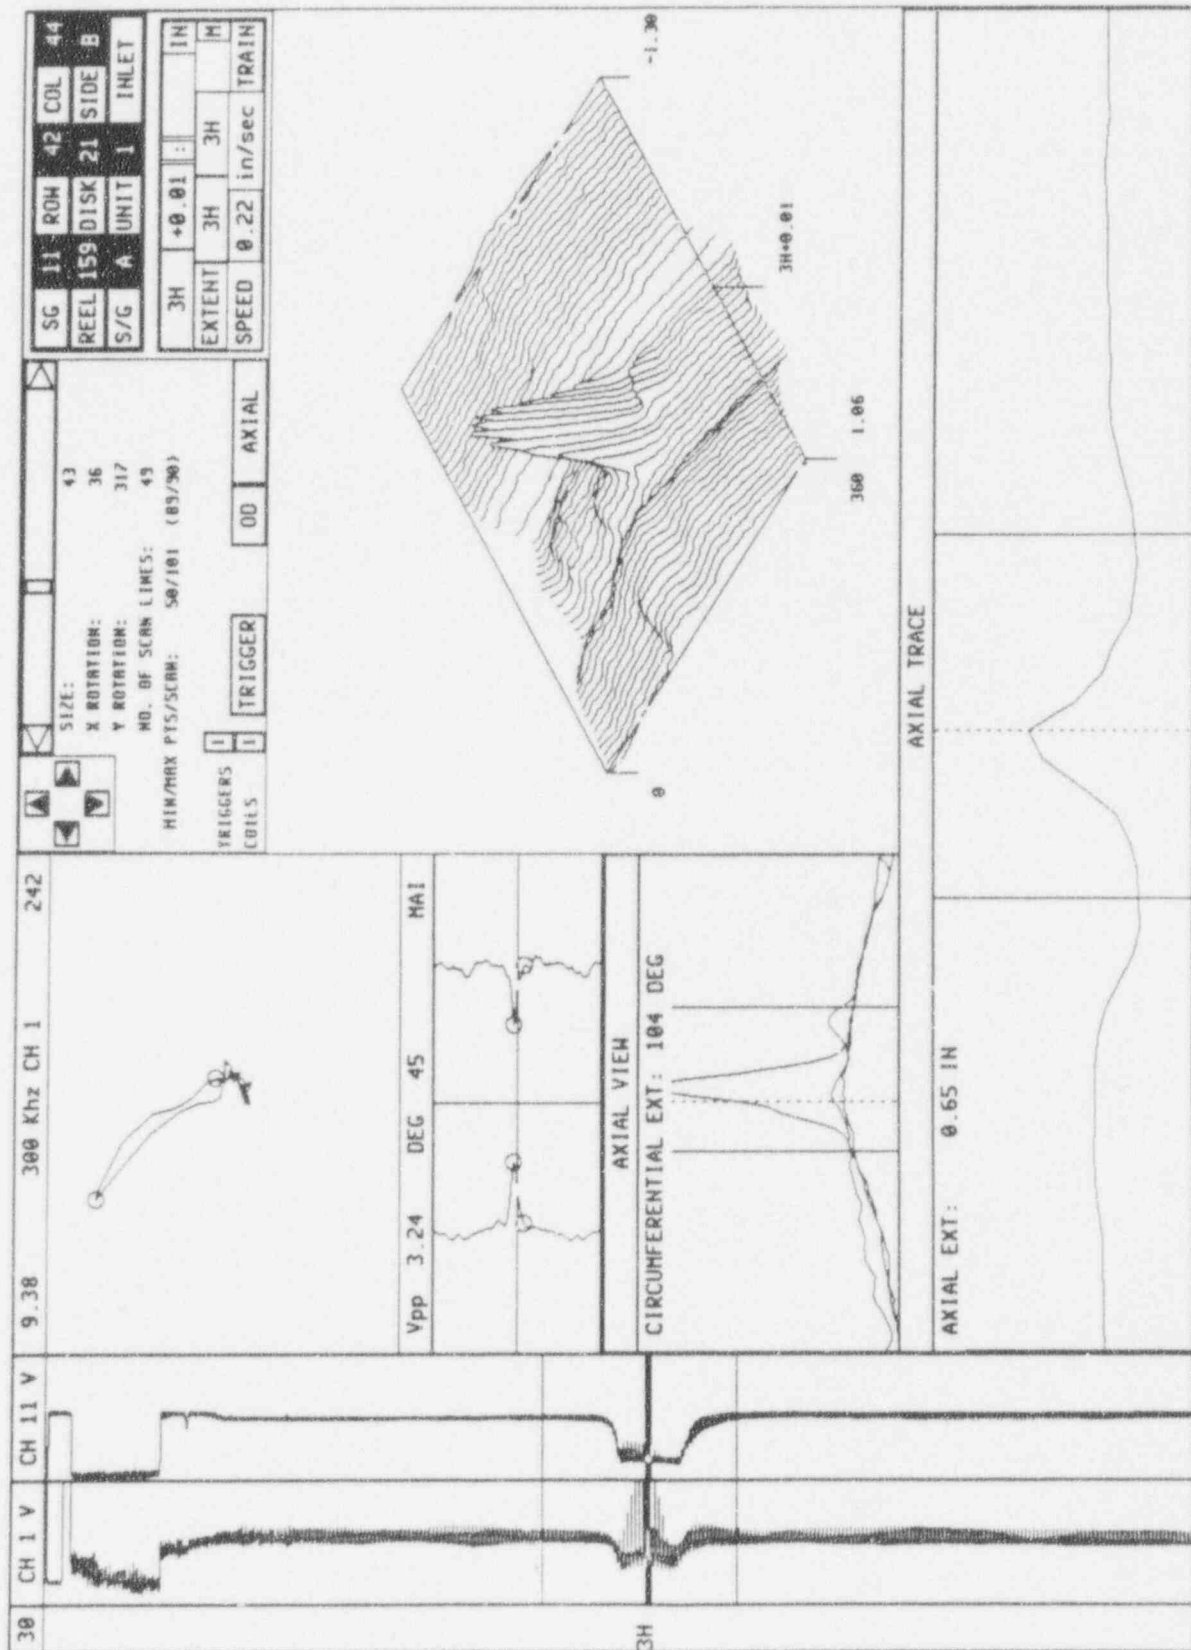 30
CH 1 V
CH 11 V
3H
9.38 300 Khz CH 1 242
Vpp 3.24 DEG 45 MAI
AXIAL VIEW
CIRCUMFERENTIAL EXT: 104 DEG
SIZE: 43
X ROTATION: 36
Y ROTATION: 317
NO. OF SCAN LINES: 49
MIN/MAX PTS/SCAN: 50/101 (89/90)
TRIGGERS 1
COILS 1
TRIGGER OD AXIAL
SG 11 ROW 42 COL 44
REEL 159 DISK 21 SIDE B
S/G A UNIT 1 INLET
3H +0.01 : IN
EXTENT 3H 3H M
SPEED 0.22 in/sec TRAIN
0
360
1.06
3H+0.01
-1.30
AXIAL TRACE
AXIAL EXT: 0.65 IN